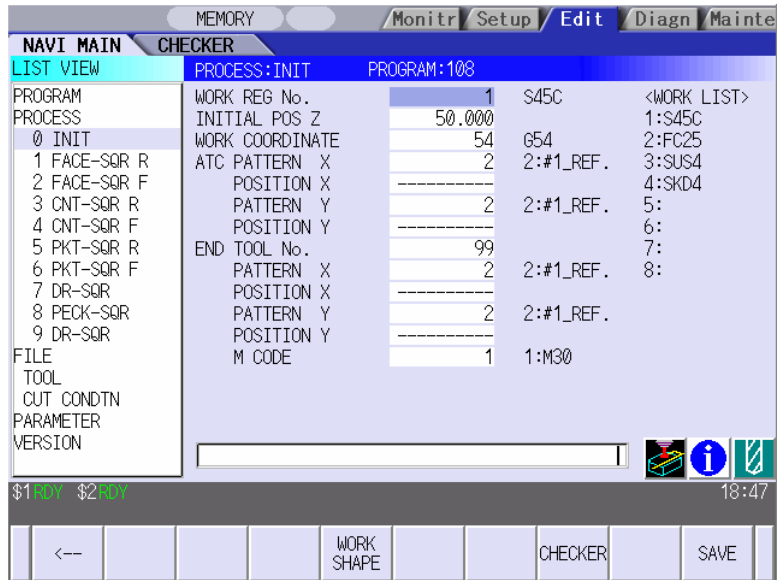 MEMORY Monitr Setup Edit Diagn Mainte
NAVI MAIN CHECKER
LIST VIEW PROCESS:INIT PROGRAM:108
PROGRAM WORK REG No. 1 S45C <WORK LIST>
PROCESS INITIAL POS Z 50.000 1:S45C
0 INIT WORK COORDINATE 54 G54 2:FC25
1 FACE-SQR R ATC PATTERN X 2 2:#1_REF. 3:SUS4
2 FACE-SQR F POSITION X ---------- 4:SKD4
3 CNT-SQR R PATTERN Y 2 2:#1_REF. 5:
4 CNT-SQR F POSITION Y ---------- 6:
5 PKT-SQR R END TOOL No. 99 7:
6 PKT-SQR F PATTERN X 2 2:#1_REF. 8:
7 DR-SQR POSITION X ----------
8 PECK-SQR PATTERN Y 2 2:#1_REF.
9 DR-SQR POSITION Y ----------
FILE M CODE 1 1:M30
TOOL
CUT CONDTN
PARAMETER
VERSION
$1 RDY $2 RDY 18:47
<-- WORK SHAPE CHECKER SAVE